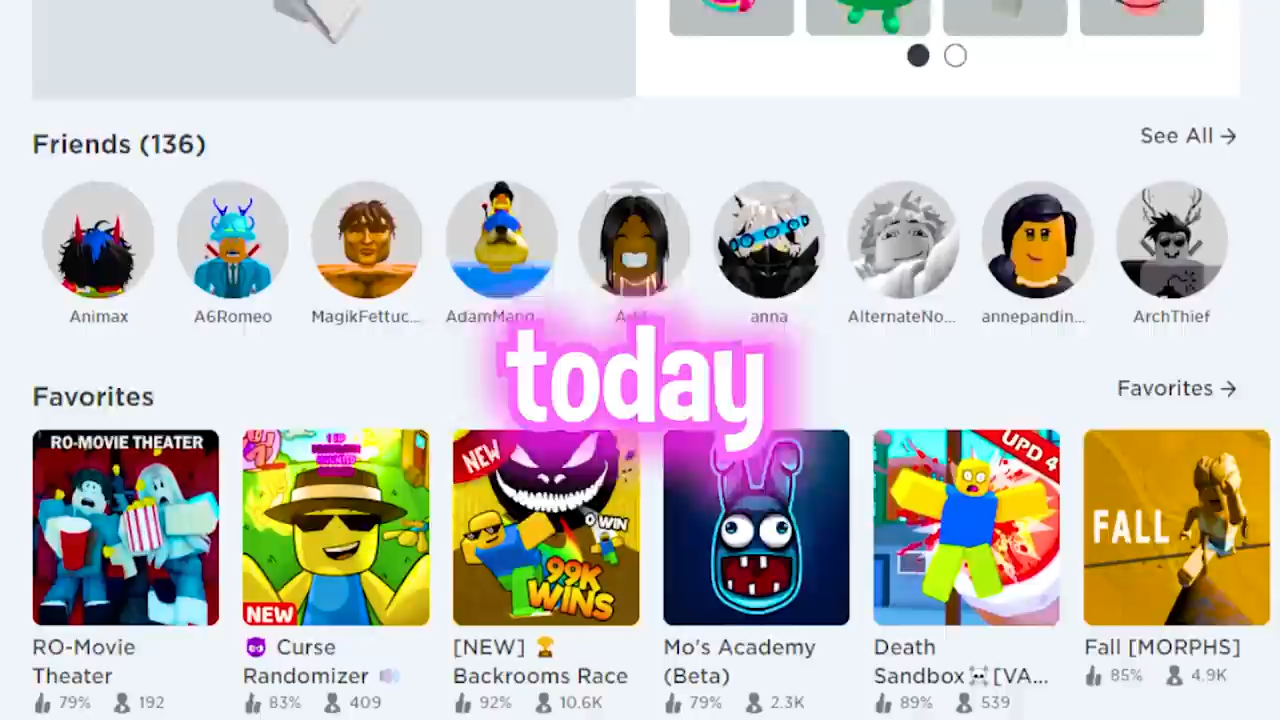 Friends (136)
See All →
Animax
A6Romeo
MagikFettuc...
anna
AlternateNo...
annepandin...
ArchThief
today
Favorites
Favorites →
RO-MOVIE THEATER
NEW
NEW
0 WIN
99K
WINS
UPD 4
FALL
RO-Movie
Theater
79% 192
Curse
Randomizer
83% 409
[NEW] 🏆
Backrooms Race
92% 10.6K
Mo's Academy
(Beta)
79% 2.3K
Death
Sandbox☠️[VA...
89% 539
Fall [MORPHS]
85% 4.9K